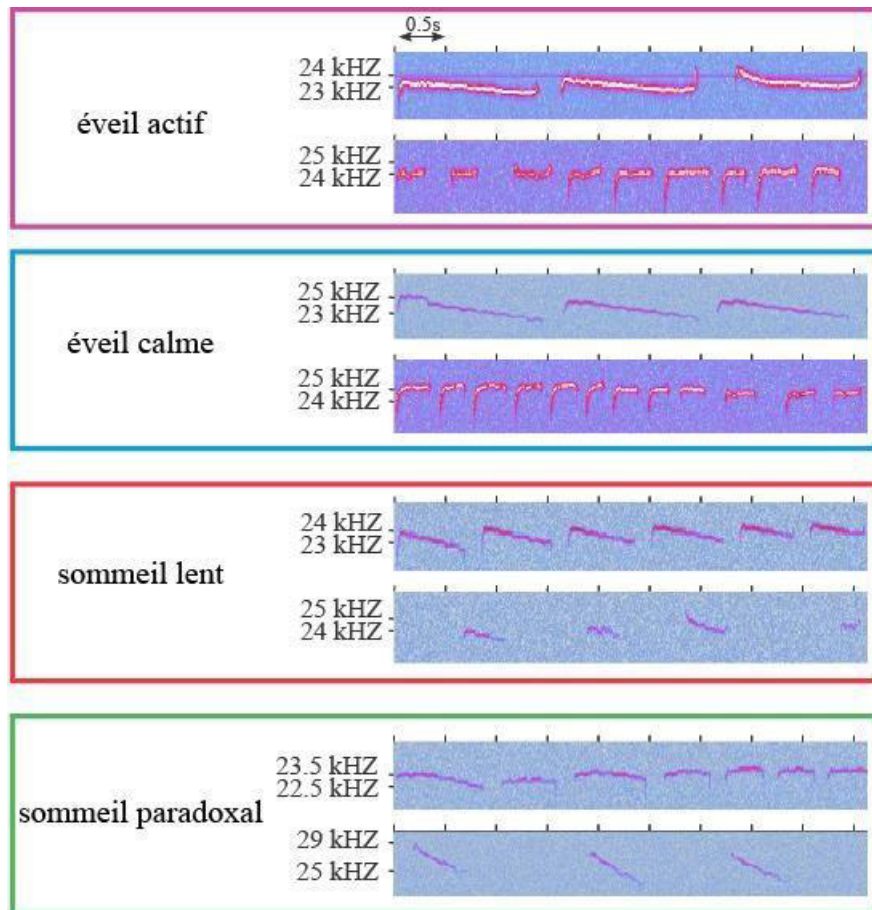 0.5s
24 kHZ
23 kHZ
éveil actif
25 kHZ
24 kHZ
25 kHZ
23 kHZ
éveil calme
25 kHZ
24 kHZ
24 kHZ
23 kHZ
sommeil lent
25 kHZ
24 kHZ
23.5 kHZ
22.5 kHZ
sommeil paradoxal
29 kHZ
25 kHZ